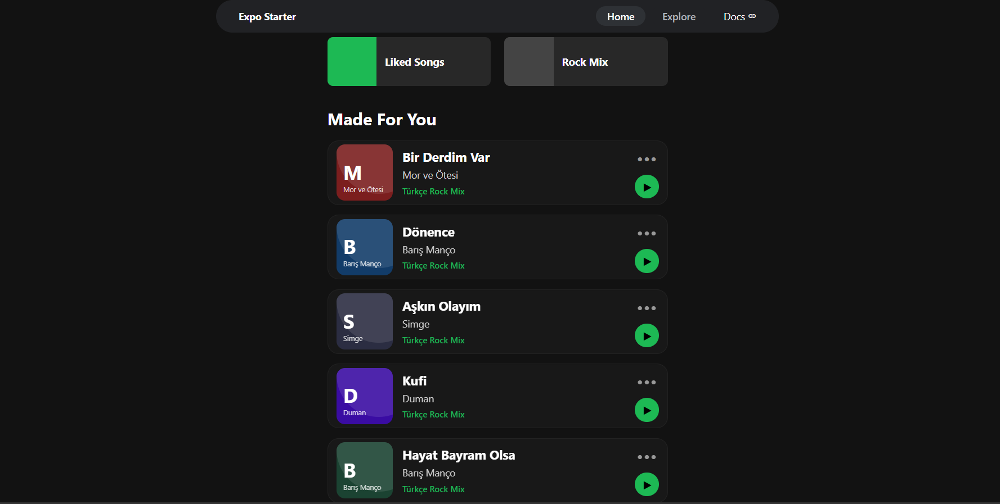 Expo Starter
Home
Explore
Docs
Liked Songs
Rock Mix
Made For You
M
Mor ve Ötesi
Bir Derdim Var
Mor ve Ötesi
Türkçe Rock Mix
B
Barış Manço
Dönence
Barış Manço
Türkçe Rock Mix
S
Simge
Aşkın Olayım
Simge
Türkçe Rock Mix
D
Duman
Kufi
Duman
Türkçe Rock Mix
B
Barış Manço
Hayat Bayram Olsa
Barış Manço
Türkçe Rock Mix